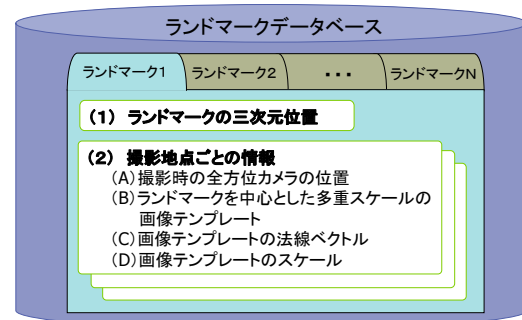 ランドマークデータベース
ランドマーク1 ランドマーク2 ・・・ ランドマークN
(1) ランドマークの三次元位置
(2) 撮影地点ごとの情報
(A)撮影時の全方位カメラの位置
(B)ランドマークを中心とした多重スケールの
画像テンプレート
(C)画像テンプレートの法線ベクトル
(D)画像テンプレートのスケール